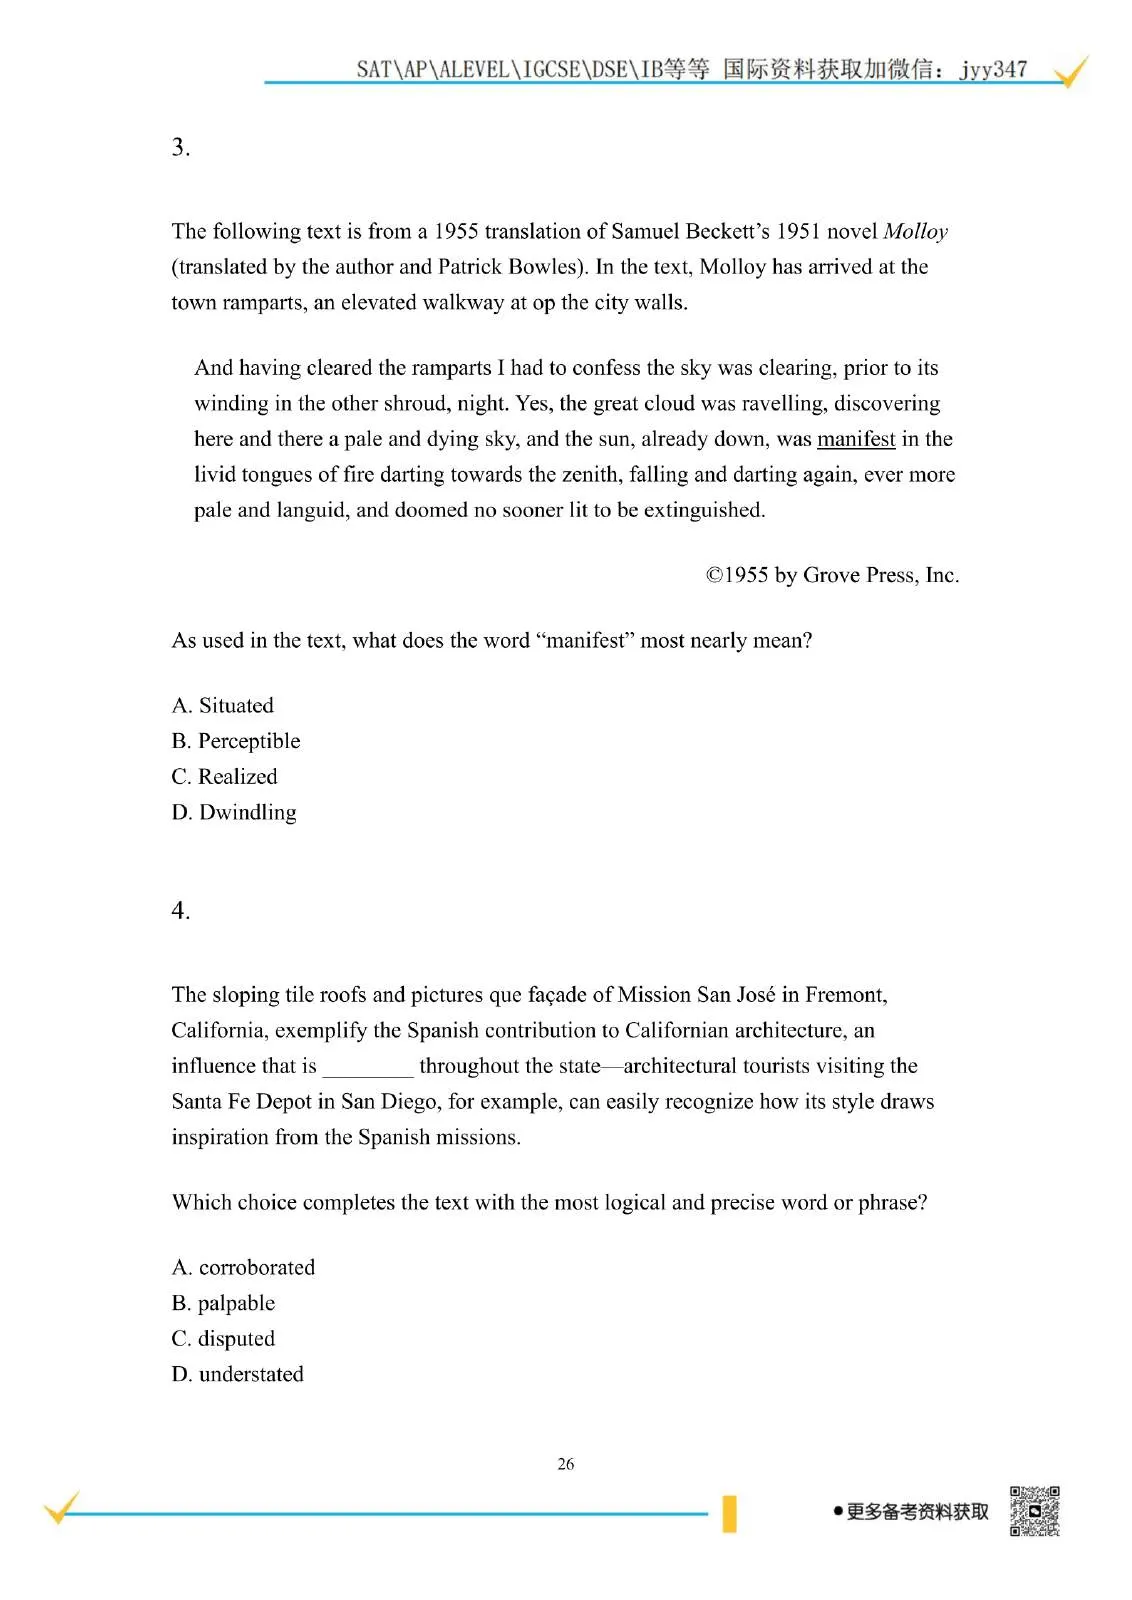 SAT\AP\ALEVEL\IGCSE\DSE\IB等等 国际资料获取加微信：jyy347
3.
The following text is from a 1955 translation of Samuel Beckett’s 1951 novel Molloy
(translated by the author and Patrick Bowles). In the text, Molloy has arrived at the
town ramparts, an elevated walkway at op the city walls.
And having cleared the ramparts I had to confess the sky was clearing, prior to its
winding in the other shroud, night. Yes, the great cloud was ravelling, discovering
here and there a pale and dying sky, and the sun, already down, was manifest in the
livid tongues of fire darting towards the zenith, falling and darting again, ever more
pale and languid, and doomed no sooner lit to be extinguished.
©1955 by Grove Press, Inc.
As used in the text, what does the word “manifest” most nearly mean?
A. Situated
B. Perceptible
C. Realized
D. Dwindling
4.
The sloping tile roofs and pictures que façade of Mission San José in Fremont,
California, exemplify the Spanish contribution to Californian architecture, an
influence that is ________ throughout the state—architectural tourists visiting the
Santa Fe Depot in San Diego, for example, can easily recognize how its style draws
inspiration from the Spanish missions.
Which choice completes the text with the most logical and precise word or phrase?
A. corroborated
B. palpable
C. disputed
D. understated
26
●更多备考资料获取